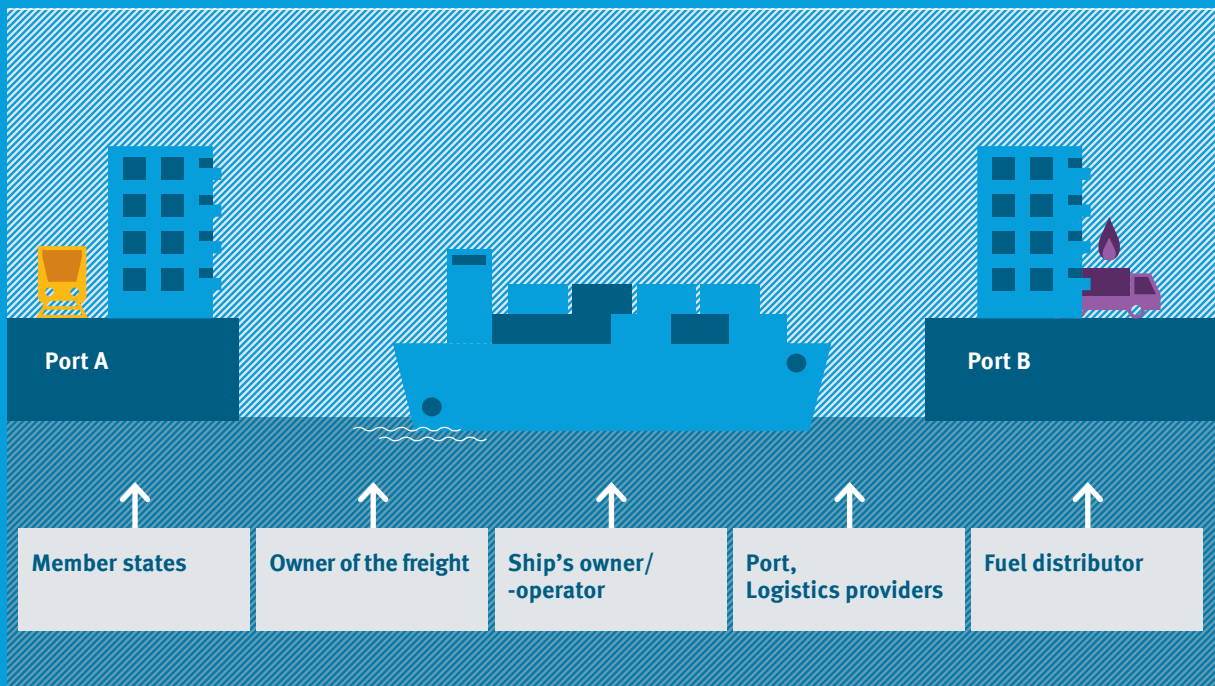 Port A
Port B
Member states
Owner of the freight
Ship's owner/
-operator
Port,
Logistics providers
Fuel distributor